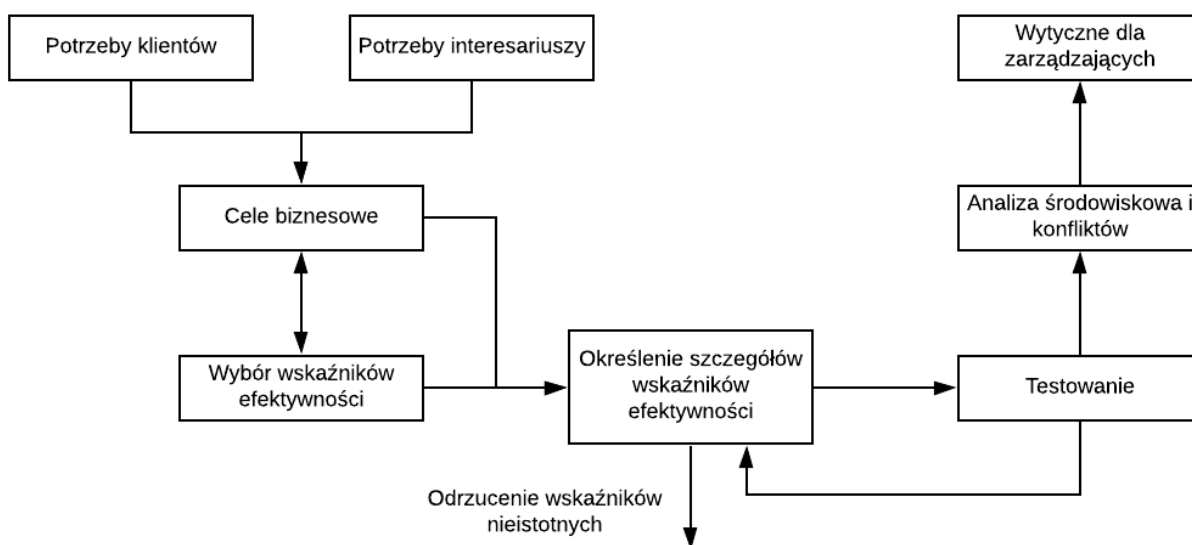 Potrzeby klientów
Potrzeby interesariuszy
Wytyczne dla
zarządzających
Cele biznesowe
Analiza środowiskowa i
konfliktów
Wybór wskaźników
efektywności
Określenie szczegółów
wskaźników
efektywności
Testowanie
Odrzucenie wskaźników
nieistotnych